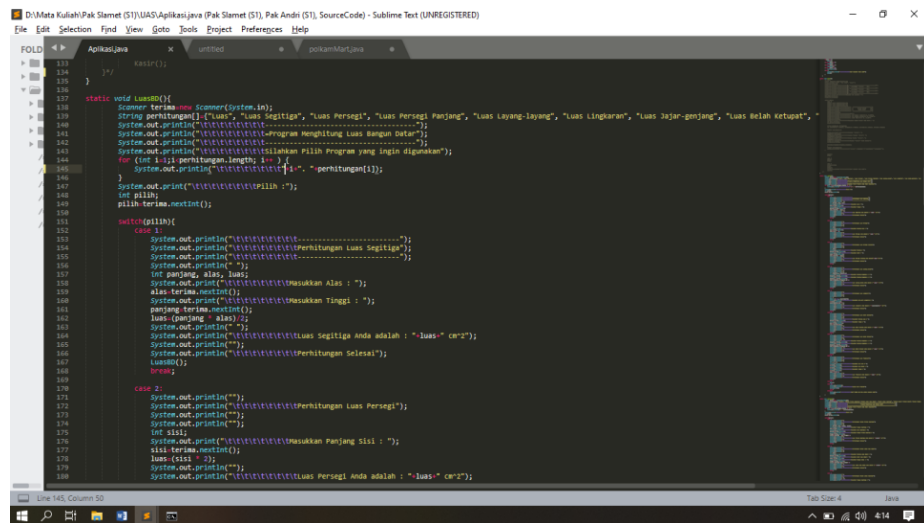 D:\Mata Kuliah\Pak Slamet (S1)\UAS\Aplikasi.java (Pak Slamet (S1), Pak Andri (S1), SourceCode) - Sublime Text (UNREGISTERED)
File Edit Selection Find View Goto Tools Project Preferences Help
FOLD Aplikasi.java untitled porkamMart.java
133 Kasir();
134 }*/
135 }
136
137 static void LuasBD(){
138 Scanner terima=new Scanner(System.in);
139 String perhitungan[]={"Luas", "Luas Segitiga", "Luas Persegi", "Luas Persegi Panjang", "Luas Layang-layang", "Luas Lingkaran", "Luas Jajar-genjang", "Luas Belah Ketupat", "
140 System.out.println("\t\t\t\t\t\t\t-----------------------------------");
141 System.out.println("\t\t\t\t\t\t\t=Program Menghitung Luas Bangun Datar");
142 System.out.println("\t\t\t\t\t\t\t-----------------------------------");
143 System.out.println("\t\t\t\t\t\t\tSilahkan Pilih Program yang ingin digunakan");
144 for (int i=1;i<perhitungan.length; i++ ) {
145 System.out.println("\t\t\t\t\t\t\t"+i+". "+perhitungan[i]);
146 }
147 System.out.print("\t\t\t\t\t\t\tPilih :");
148 int pilih;
149 pilih=terima.nextInt();
150
151 switch(pilih){
152 case 1:
153 System.out.println("\t\t\t\t\t\t\t-------------------------");
154 System.out.println("\t\t\t\t\t\t\tPerhitungan Luas Segitiga");
155 System.out.println("\t\t\t\t\t\t\t-------------------------");
156 System.out.println(" ");
157 int panjang, alas, luas;
158 System.out.print("\t\t\t\t\t\t\tMasukkan Alas : ");
159 alas=terima.nextInt();
160 System.out.print("\t\t\t\t\t\t\tMasukkan Tinggi : ");
161 panjang=terima.nextInt();
162 luas=(panjang * alas)/2;
163 System.out.println(" ");
164 System.out.println("\t\t\t\t\t\t\tLuas Segitiga Anda adalah : "+luas+" cm^2");
165 System.out.println("");
166 System.out.println("\t\t\t\t\t\t\tPerhitungan Selesai");
167 LuasBD();
168 break;
169
170 case 2:
171 System.out.println("");
172 System.out.println("\t\t\t\t\t\t\tPerhitungan Luas Persegi");
173 System.out.println("");
174 System.out.println("");
175 int sisi;
176 System.out.print("\t\t\t\t\t\t\tMasukkan Panjang Sisi : ");
177 sisi=terima.nextInt();
178 luas=(sisi * 2);
179 System.out.println("");
180 System.out.println("\t\t\t\t\t\t\tLuas Persegi Anda adalah : "+luas+" cm^2");
Line 145, Column 50 Tab Size: 4 Java
4:14